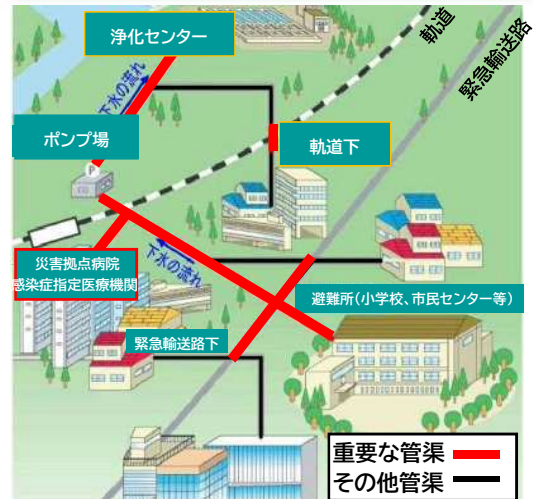 浄化センター
軌道
緊急輸送路
下水の流れ
ポンプ場
P
軌道下
下水の流れ
災害拠点病院
感染症指定医療機関
避難所(小学校、市民センター等)
緊急輸送路下
重要な管渠
その他管渠